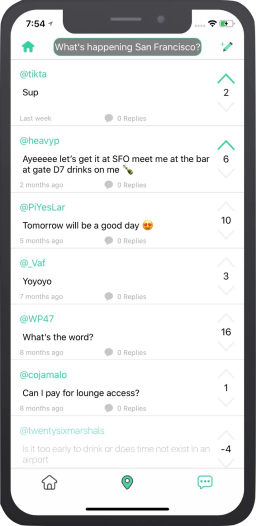 7:54
What's happening San Francisco?
@tikta
Sup
2
Last week 0 Replies
@heavyp
Ayeeeee let's get it at SFO meet me at the bar
at gate D7 drinks on me 🍾
6
2 months ago 0 Replies
@PiYesLar
Tomorrow will be a good day 😍
10
5 months ago 0 Replies
@_Vaf
Yoyoyo
3
7 months ago 0 Replies
@WP47
What's the word?
16
8 months ago 0 Replies
@cojamalo
Can I pay for lounge access?
1
8 months ago 0 Replies
@twentysixmarshals
Is it too early to drink or does time not exist in an
airport
-4